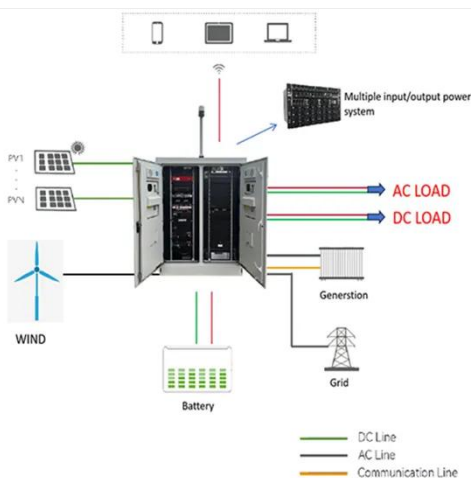 Multiple input/output power
system
PV1
PVN
AC LOAD
DC LOAD
WIND
Generstion
Grid
Battery
DC Line
AC Line
Communication Line